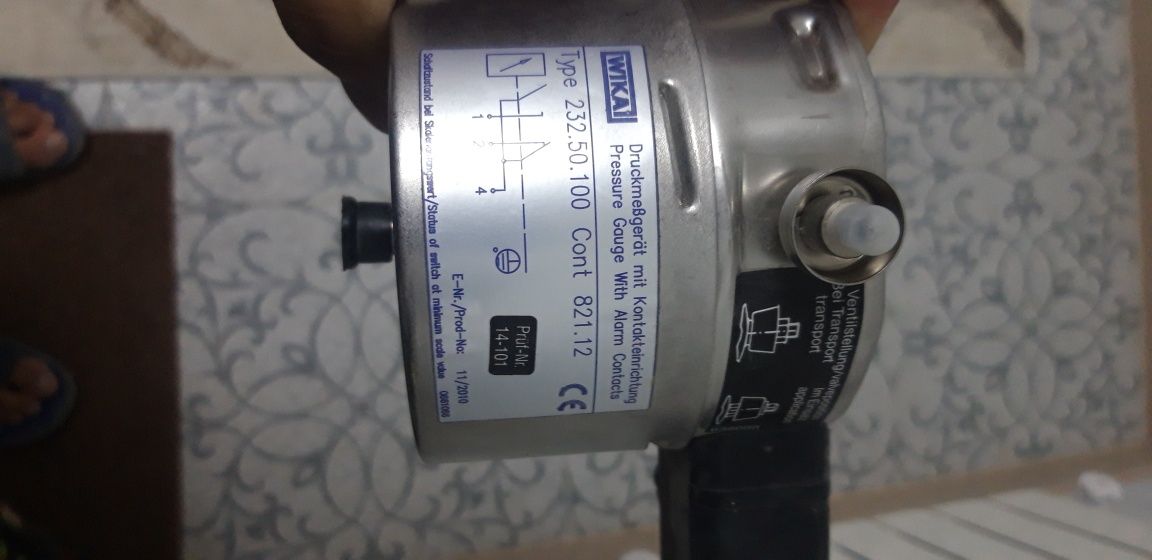 WIKA
Druckmeßgerät mit Kontakteinrichtung
Pressure Gauge With Alarm Contacts
Type 232.50.100 Cont 821.12
CE
1 2 4
Prüf-Nr.
14-101
E-Nr./Prod-No: 11/2010
Schaltzustand bei /Status of switch at minimum scale value 0081086
Ventilstellung/
Bei Transport
transport